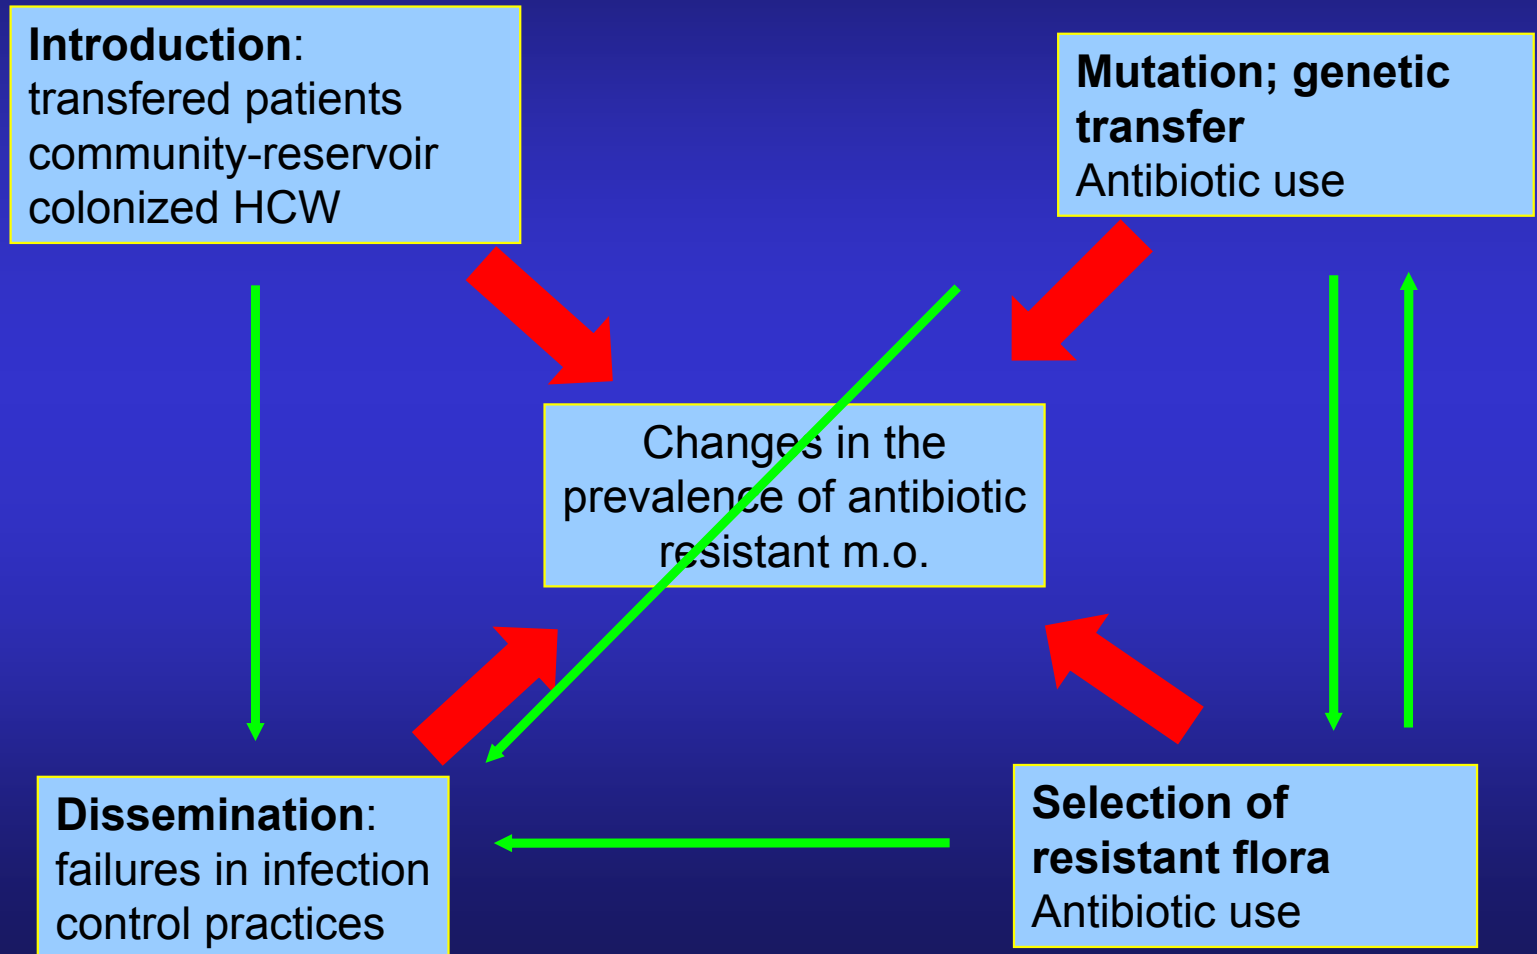 Introduction:
transfered patients
community-reservoir
colonized HCW
Mutation; genetic
transfer
Antibiotic use
Changes in the
prevalence of antibiotic
resistant m.o.
Dissemination:
failures in infection
control practices
Selection of
resistant flora
Antibiotic use